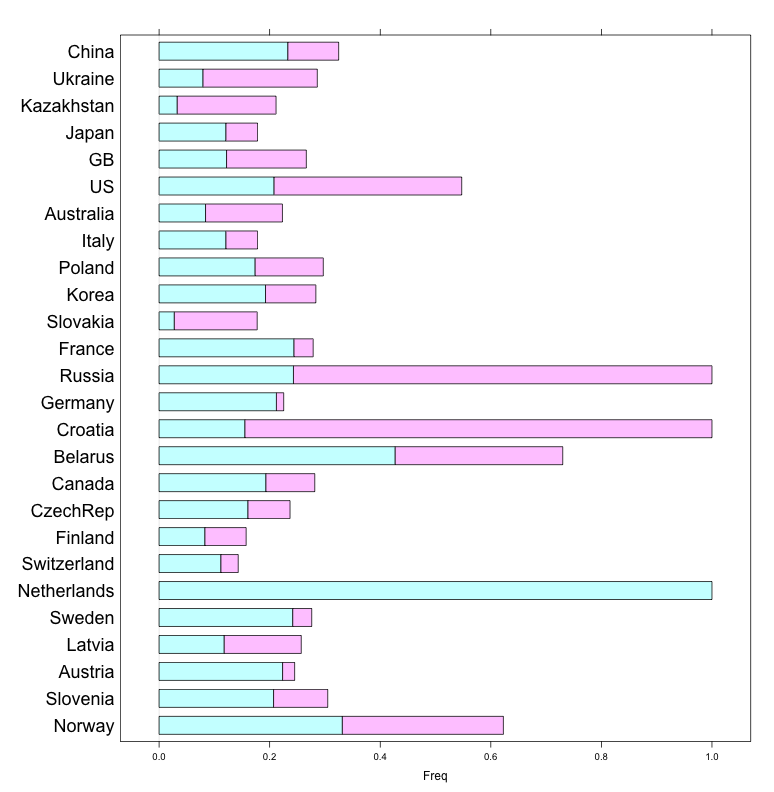 China
Ukraine
Kazakhstan
Japan
GB
US
Australia
Italy
Poland
Korea
Slovakia
France
Russia
Germany
Croatia
Belarus
Canada
CzechRep
Finland
Switzerland
Netherlands
Sweden
Latvia
Austria
Slovenia
Norway
0.0 0.2 0.4 0.6 0.8 1.0
Freq